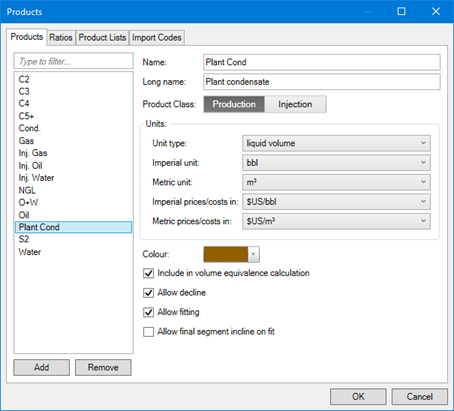 Products
Products Ratios Product Lists Import Codes
Type to filter...
C2
C3
C4
C5+
Cond.
Gas
Inj. Gas
Inj. Oil
Inj. Water
NGL
O+W
Oil
Plant Cond
S2
Water
Add Remove
Name: Plant Cond
Long name: Plant condensate
Product Class: Production Injection
Units:
Unit type: liquid volume
Imperial unit: bbl
Metric unit: m³
Imperial prices/costs in: $US/bbl
Metric prices/costs in: $US/m³
Colour:
Include in volume equivalence calculation
Allow decline
Allow fitting
Allow final segment incline on fit
OK Cancel